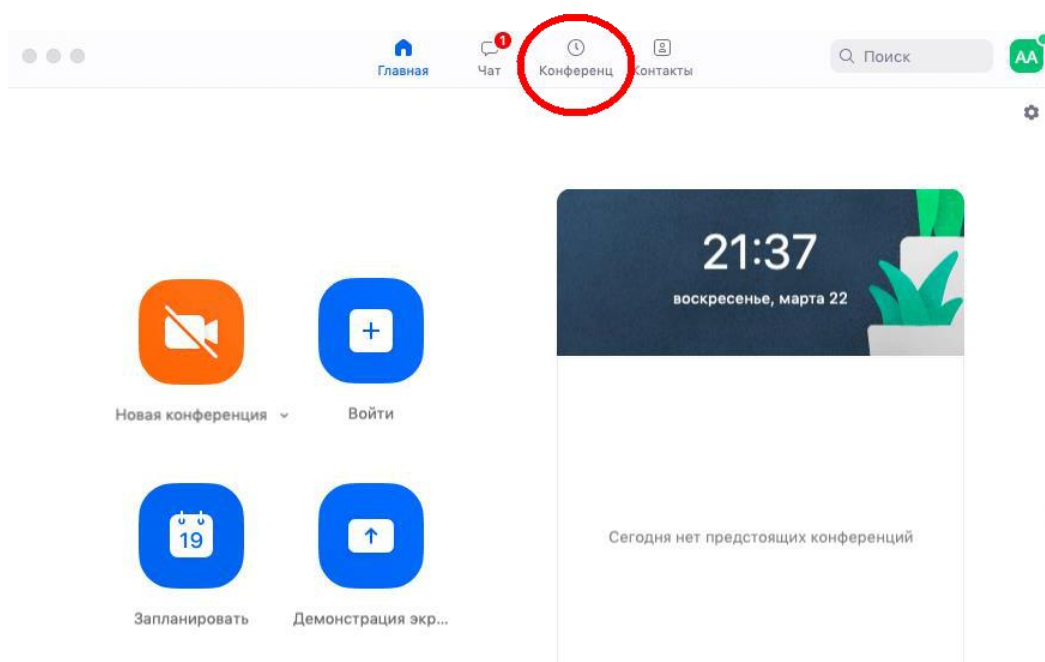 Главная
1
Чат
Конференц
Контакты
Поиск
AA
21:37
воскресенье, марта 22
Новая конференция
Войти
19
Запланировать
Демонстрация экр...
Сегодня нет предстоящих конференций